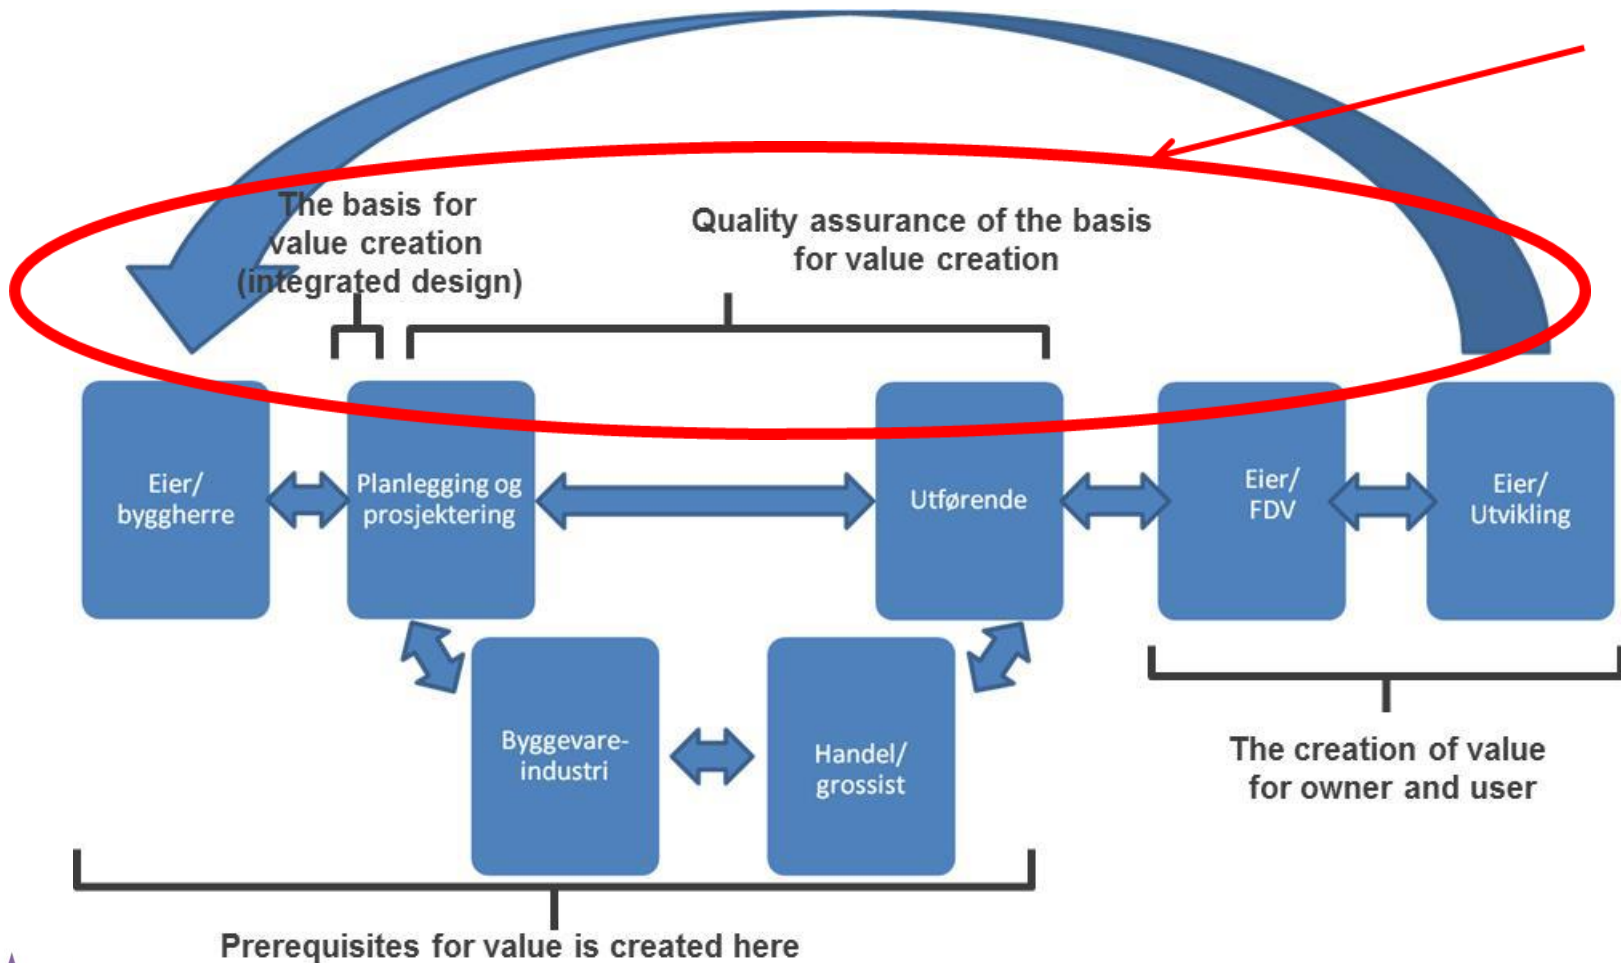 The basis for
value creation
(integrated design)
Quality assurance of the basis
for value creation
Eier/
byggherre
Planlegging og
prosjektering
Utførende
Eier/
FDV
Eier/
Utvikling
Byggevare-
industri
Handel/
grossist
The creation of value
for owner and user
Prerequisites for value is created here